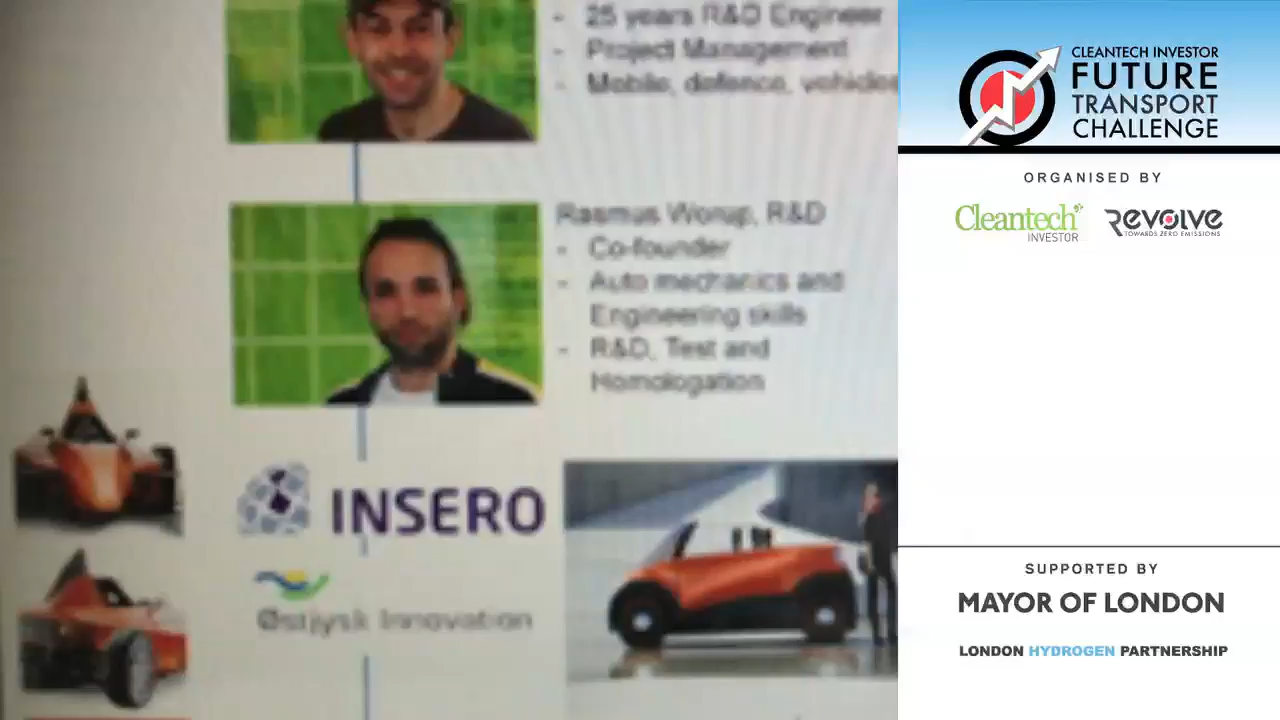 - 25 years R&D Engineer
- Project Management
- Mobile, defence, vehicles
Rasmus Worup, R&D
- Co-founder
- Auto mechanics and
Engineering skills
- R&D, Test and
Homologation
INSERO
Østjysk Innovation
CLEANTECH INVESTOR
FUTURE
TRANSPORT
CHALLENGE
ORGANISED BY
Cleantech
INVESTOR
REVOLVE
TOWARDS ZERO EMISSIONS
SUPPORTED BY
MAYOR OF LONDON
LONDON HYDROGEN PARTNERSHIP